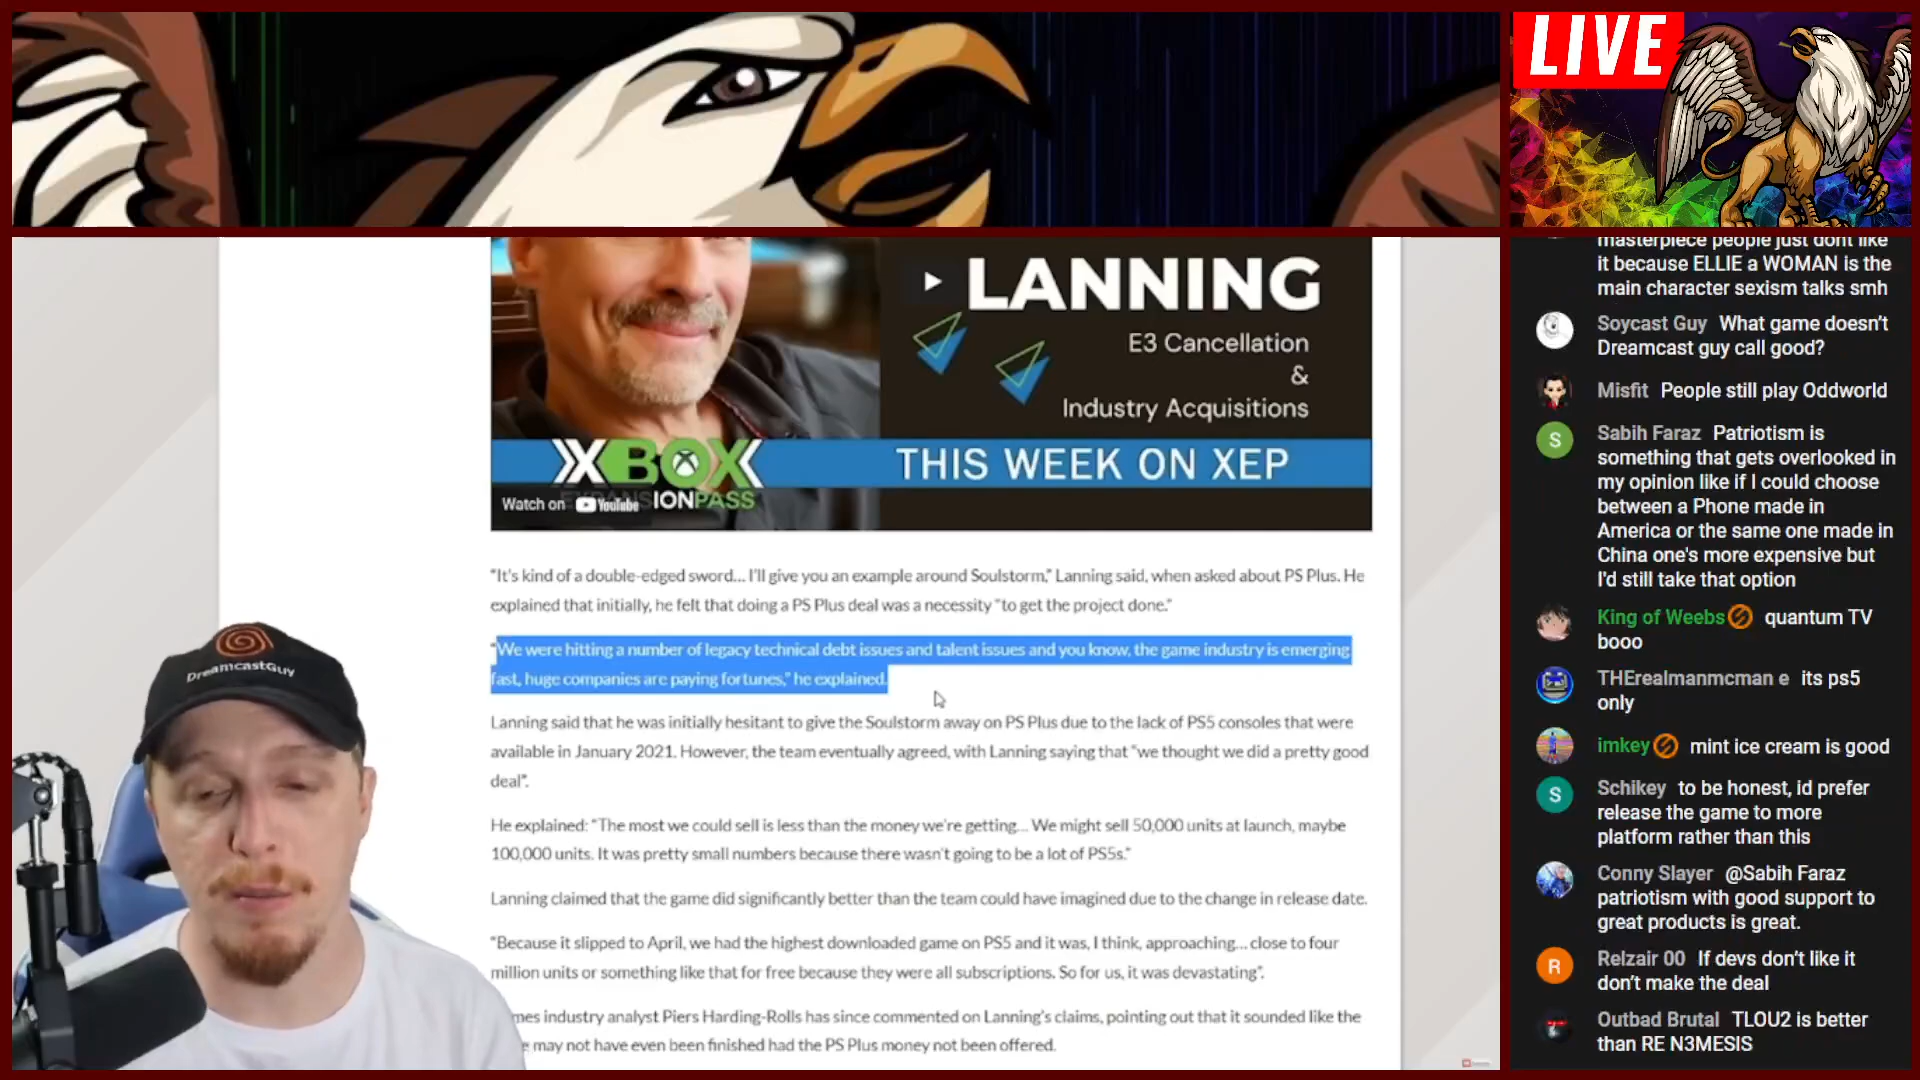 LIVE
LANNING
E3 Cancellation
&
Industry Acquisitions
XBOX
EXPANSIONPASS
THIS WEEK ON XEP
Watch on YouTube
“It’s kind of a double-edged sword… I’ll give you an example around Soulstorm,” Lanning said, when asked about PS Plus. He
explained that initially, he felt that doing a PS Plus deal was a necessity “to get the project done.”
“We were hitting a number of legacy technical debt issues and talent issues and you know, the game industry is emerging
fast, huge companies are paying fortunes,” he explained.
Lanning said that he was initially hesitant to give the Soulstorm away on PS Plus due to the lack of PS5 consoles that were
available in January 2021. However, the team eventually agreed, with Lanning saying that “we thought we did a pretty good
deal”.
He explained: “The most we could sell is less than the money we’re getting… We might sell 50,000 units at launch, maybe
100,000 units. It was pretty small numbers because there wasn’t going to be a lot of PS5s.”
Lanning claimed that the game did significantly better than the team could have imagined due to the change in release date.
“Because it slipped to April, we had the highest downloaded game on PS5 and it was, I think, approaching… close to four
million units or something like that for free because they were all subscriptions. So for us, it was devastating”.
mes industry analyst Piers Harding-Rolls has since commented on Lanning’s claims, pointing out that it sounded like the
e may not have even been finished had the PS Plus money not been offered.
DreamcastGuy
masterpiece people just dont like
it because ELLIE a WOMAN is the
main character sexism talks smh
Soycast Guy What game doesn’t
Dreamcast guy call good?
Misfit People still play Oddworld
S
Sabih Faraz Patriotism is
something that gets overlooked in
my opinion like if I could choose
between a Phone made in
America or the same one made in
China one's more expensive but
I'd still take that option
King of Weebs quantum TV
booo
THErealmanmcman e its ps5
only
imkey mint ice cream is good
S
Schikey to be honest, id prefer
release the game to more
platform rather than this
Conny Slayer @Sabih Faraz
patriotism with good support to
great products is great.
R
Relzair 00 If devs don’t like it
don’t make the deal
Outbad Brutal TLOU2 is better
than RE N3MESIS